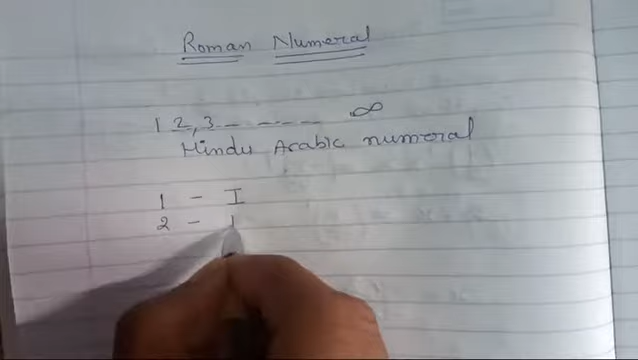 Roman Numeral
1 2, 3 - - - - - - ∞
Hindu Arabic numeral
1 - I
2 - I